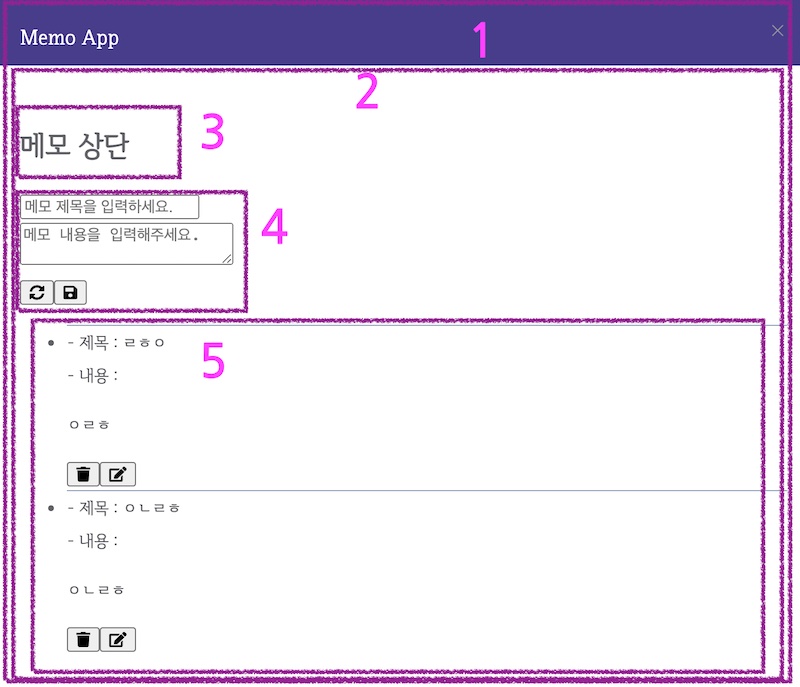 Memo App
1
2
메모 상단
3
메모 제목을 입력하세요.
메모 내용을 입력해주세요.
4
- 제목 : ㄹㅎㅇ
5
- 내용 :
ㅇㄹㅎ
- 제목 : ㅇㄴㄹㅎ
- 내용 :
ㅇㄴㄹㅎ